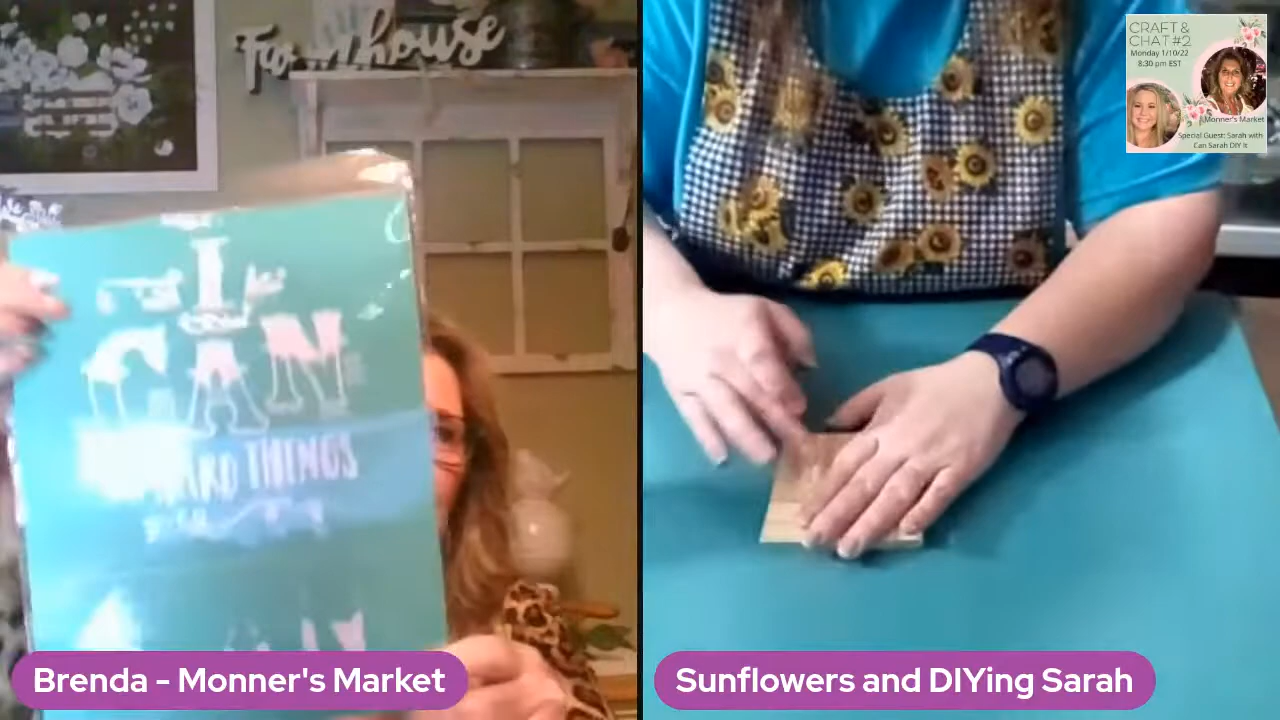 Farmhouse
I
CAN
HARD THINGS
CRAFT &
CHAT #2
Monday 1/10/22
8:30 pm EST
Monner's Market
Special Guest: Sarah with
Can Sarah DIY It
Brenda - Monner's Market
Sunflowers and DIYing Sarah